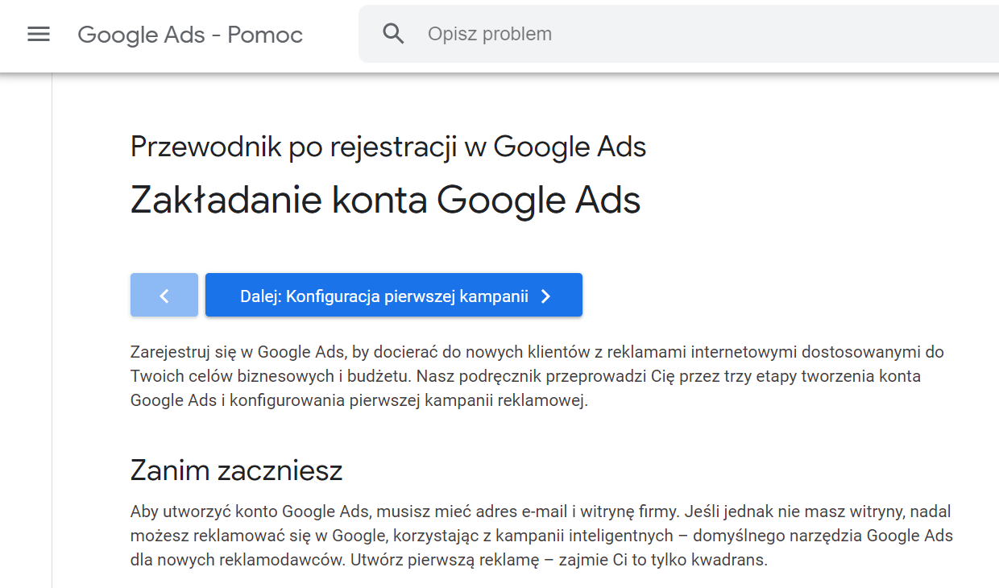 Google Ads - Pomoc
Opisz problem
Przewodnik po rejestracji w Google Ads
Zakładanie konta Google Ads
Dalej: Konfiguracja pierwszej kampanii
Zarejestruj się w Google Ads, by docierać do nowych klientów z reklamami internetowymi dostosowanymi do
Twoich celów biznesowych i budżetu. Nasz podręcznik przeprowadzi Cię przez trzy etapy tworzenia konta
Google Ads i konfigurowania pierwszej kampanii reklamowej.
Zanim zaczniesz
Aby utworzyć konto Google Ads, musisz mieć adres e-mail i witrynę firmy. Jeśli jednak nie masz witryny, nadal
możesz reklamować się w Google, korzystając z kampanii inteligentnych – domyślnego narzędzia Google Ads
dla nowych reklamodawców. Utwórz pierwszą reklamę – zajmie Ci to tylko kwadrans.